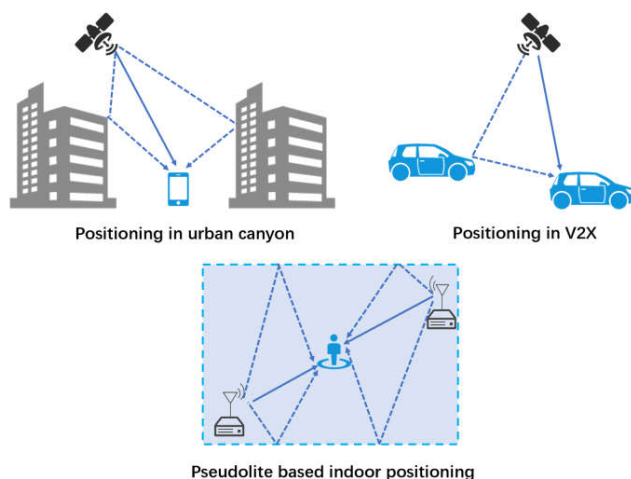 Positioning in urban canyon
Positioning in V2X
Pseudolite based indoor positioning